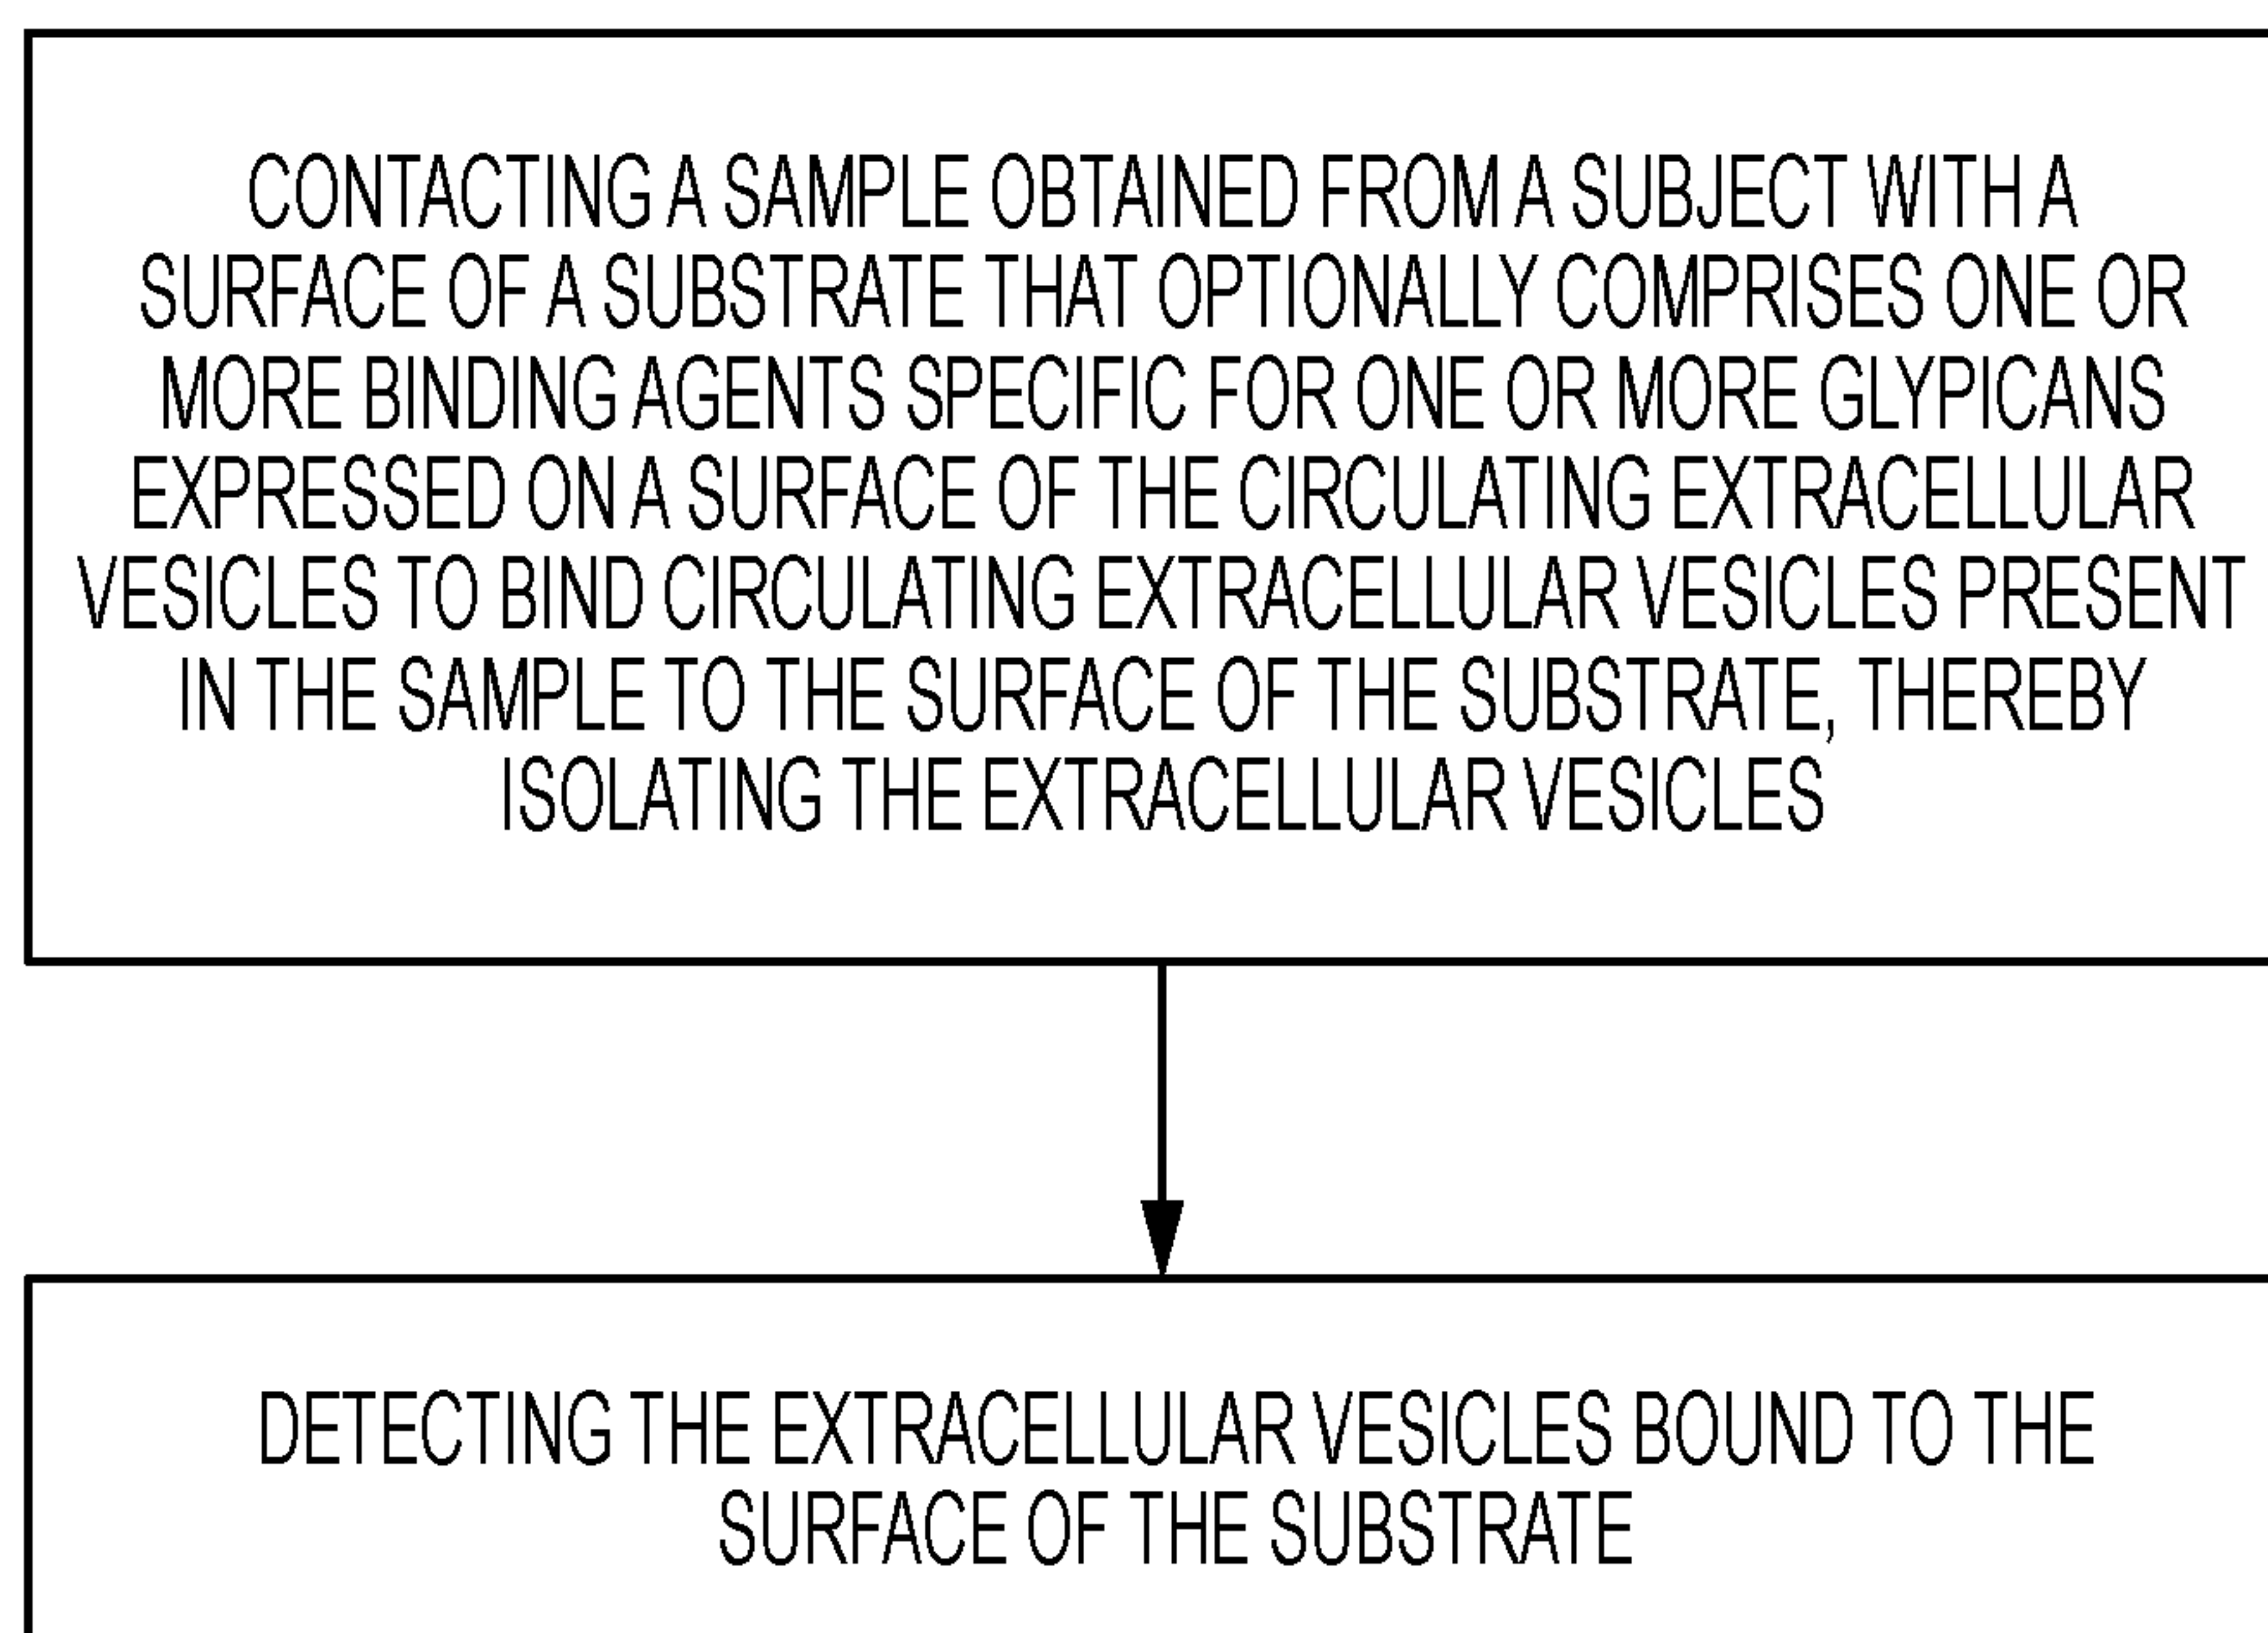 CONTACTING A SAMPLE OBTAINED FROM A SUBJECT WITH A
SURFACE OF A SUBSTRATE THAT OPTIONALLY COMPRISES ONE OR
MORE BINDING AGENTS SPECIFIC FOR ONE OR MORE GLYPICANS
EXPRESSED ON A SURFACE OF THE CIRCULATING EXTRACELLULAR
VESICLES TO BIND CIRCULATING EXTRACELLULAR VESICLES PRESENT
IN THE SAMPLE TO THE SURFACE OF THE SUBSTRATE, THEREBY
ISOLATING THE EXTRACELLULAR VESICLES
DETECTING THE EXTRACELLULAR VESICLES BOUND TO THE
SURFACE OF THE SUBSTRATE